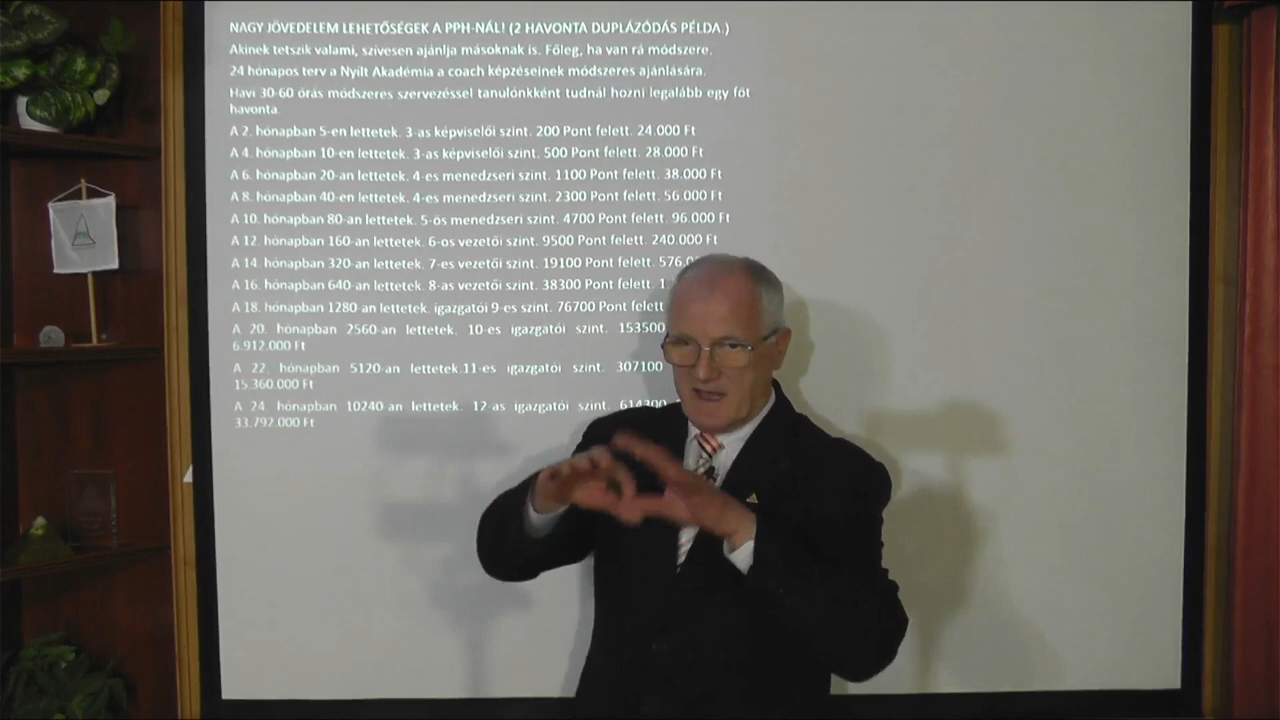 NAGY JÖVEDELEM LEHETŐSÉGEK A PPH-NÁL! (2 HAVONTA DUPLÁZÓDÁS PÉLDA.)
Akinek tetszik valami, szívesen ajánlja másoknak is. Főleg, ha van rá módszere.
24 hónapos terv a Nyílt Akadémia a coach képzéseinek módszeres ajánlására.
Havi 30-60 órás módszeres szervezéssel tanulónkként tudnál hozni legalább egy főt
havonta.
A 2. hónapban 5-en lettetek. 3-as képviselői szint. 200 Pont felett. 24.000 Ft
A 4. hónapban 10-en lettetek. 3-as képviselői szint. 500 Pont felett. 28.000 Ft
A 6. hónapban 20-an lettetek. 4-es menedzseri szint. 1100 Pont felett. 38.000 Ft
A 8. hónapban 40-en lettetek. 4-es menedzseri szint. 2300 Pont felett. 56.000 Ft
A 10. hónapban 80-an lettetek. 5-ös menedzseri szint. 4700 Pont felett. 96.000 Ft
A 12. hónapban 160-an lettetek. 6-os vezetői szint. 9500 Pont felett. 240.000 Ft
A 14. hónapban 320-an lettetek. 7-es vezetői szint. 19100 Pont felett.
A 16. hónapban 640-an lettetek. 8-as vezetői szint. 38300 Pont felett.
A 18. hónapban 1280-an lettetek. igazgatói 9-es szint. 76700 Pont felett
A 20. hónapban 2560-an lettetek. 10-es igazgatói szint. 153500
6.912.000 Ft
A 22. hónapban 5120-an lettetek.11-es igazgatói szint. 307100
15.360.000 Ft
A 24. hónapban 10240-an lettetek. 12-as igazgatói szint. 614300
33.792.000 Ft